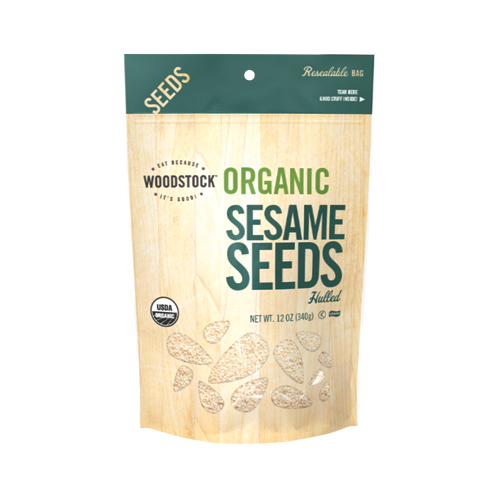 SEEDS
Resealable BAG
TEAR HERE
GOOD STUFF (INSIDE)
EAT BECAUSE
WOODSTOCK
IT'S GOOD!
ORGANIC
SESAME
SEEDS
Hulled
NET WT. 12 OZ (340g)
USDA
ORGANIC